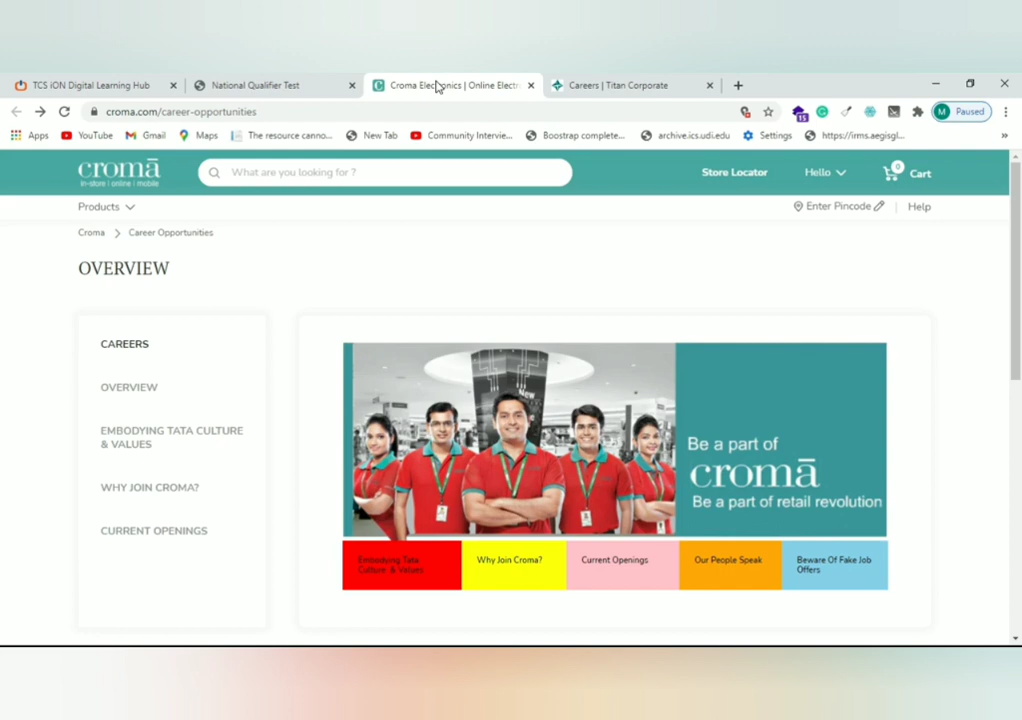 TCS iON Digital Learning Hub
National Qualifier Test
Croma Electronics | Online Electr
Careers | Titan Corporate
croma.com/career-opportunities
15
M Paused
Apps
YouTube
Gmail
Maps
The resource canno...
New Tab
Community Intervie...
Boostrap complete...
archive.ics.udi.edu
Settings
https://irms.aegisgl...
»
cromā
in-store | online | mobile
What are you looking for ?
Store Locator
Hello
0
Cart
Products
Enter Pincode
Help
Croma
Career Opportunities
OVERVIEW
CAREERS
OVERVIEW
EMBODYING TATA CULTURE
& VALUES
WHY JOIN CROMA?
CURRENT OPENINGS
New
Be a part of
cromā
Be a part of retail revolution
Embodying Tata
Culture & Values
Why Join Croma?
Current Openings
Our People Speak
Beware Of Fake Job
Offers